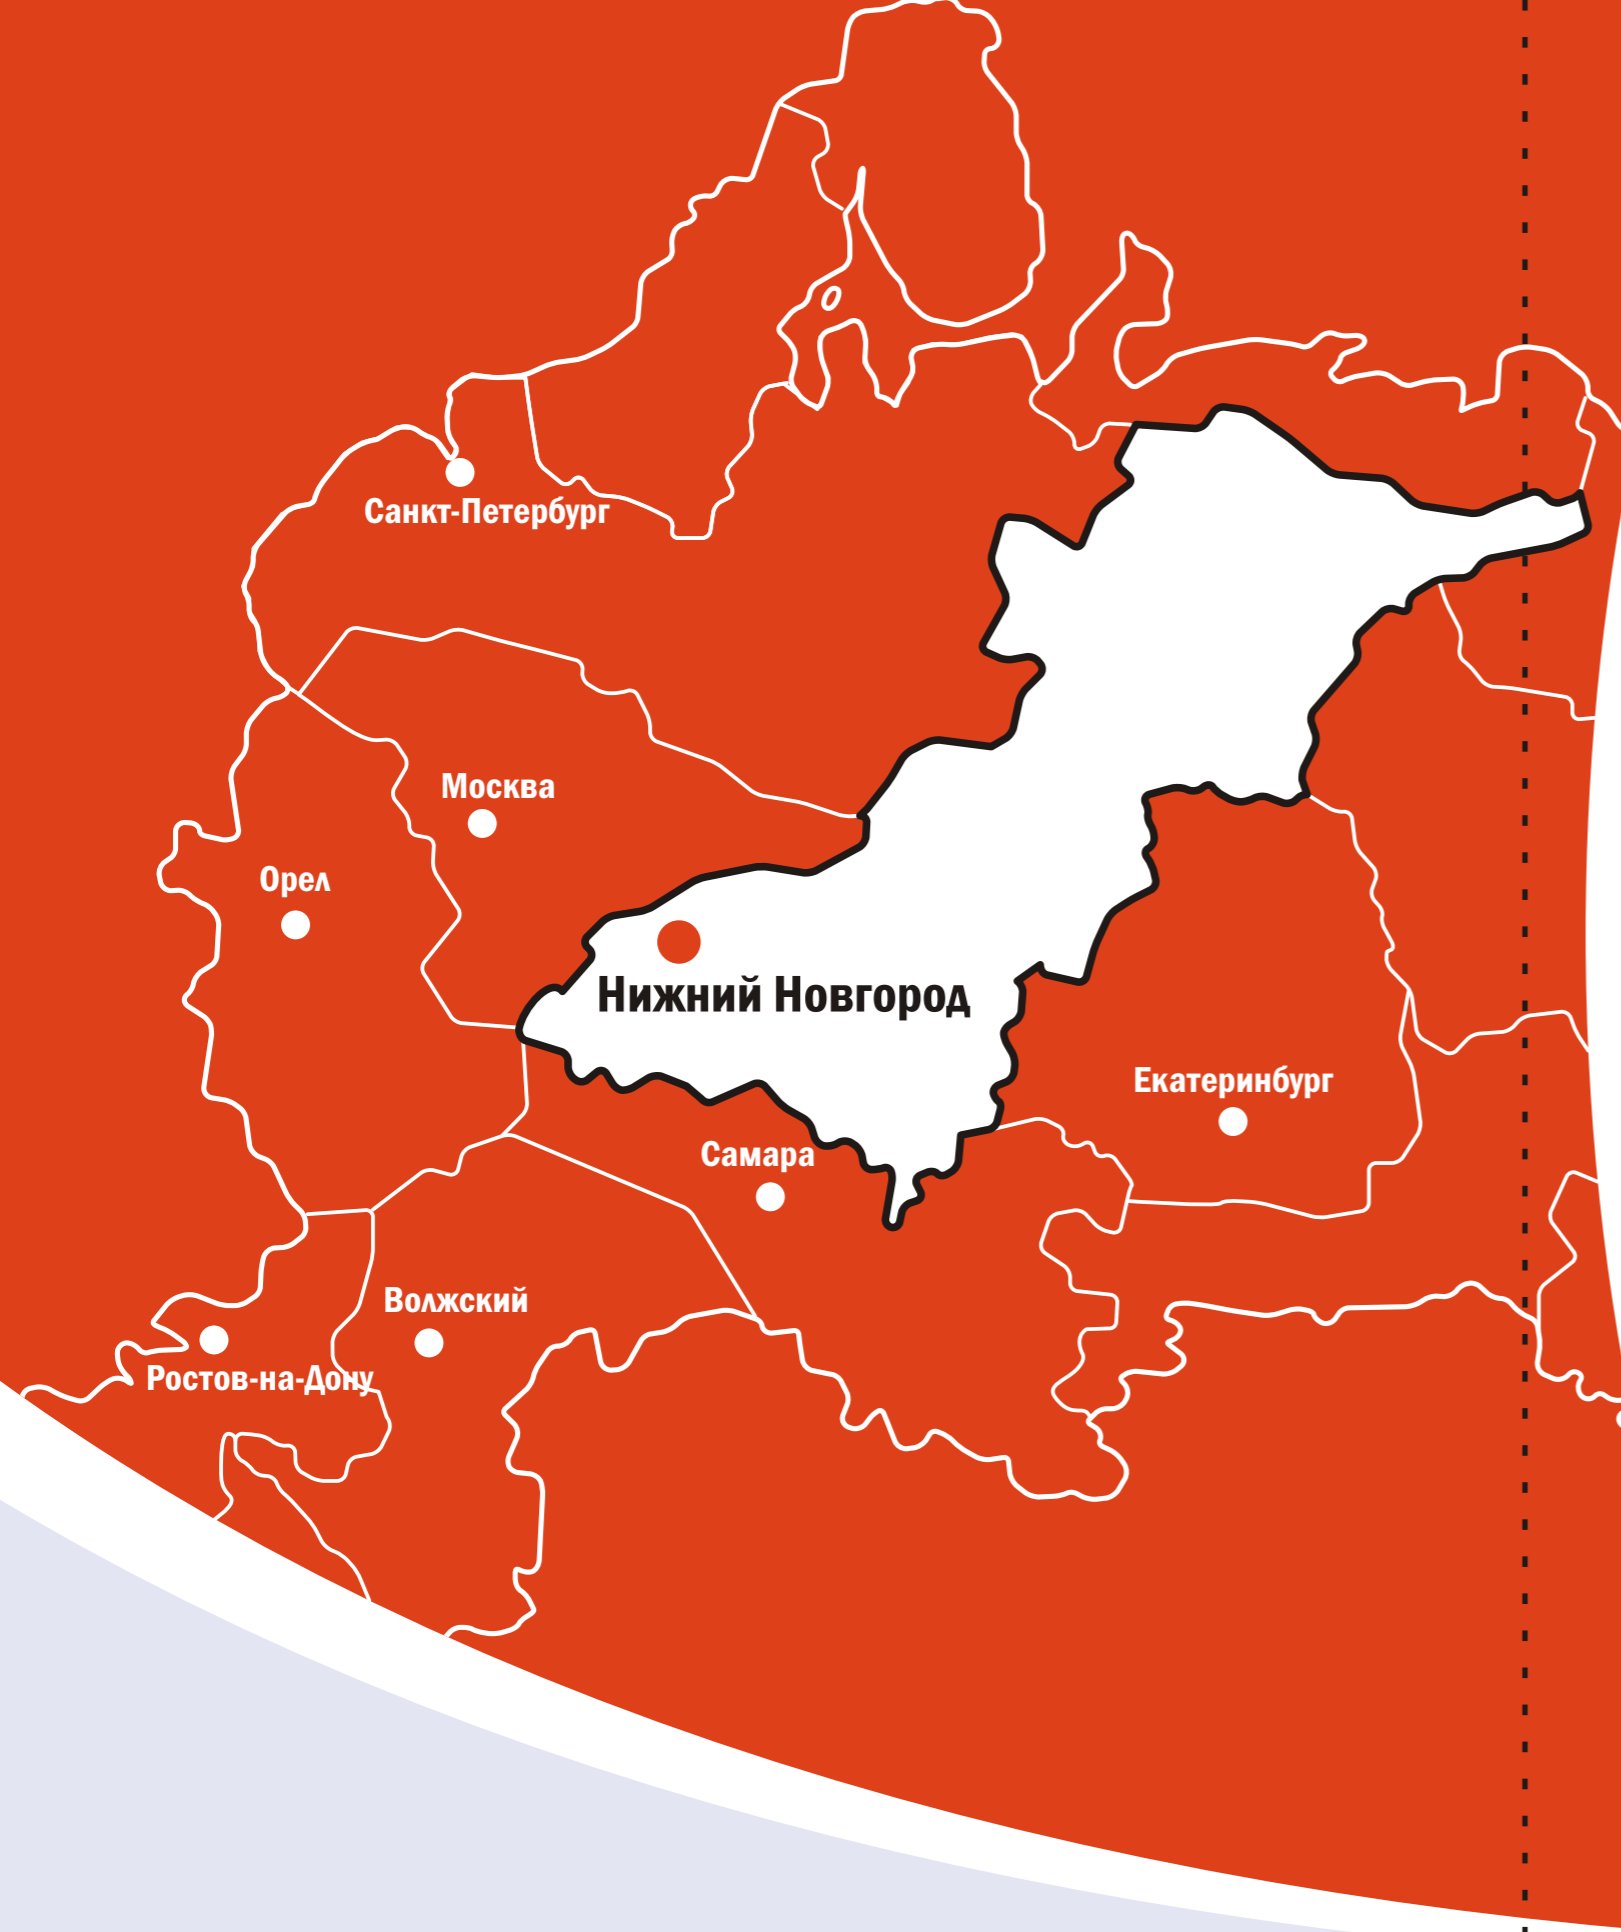 Санкт-Петербург
Москва
Орел
Нижний Новгород
Екатеринбург
Самара
Волжский
Ростов-на-Дону